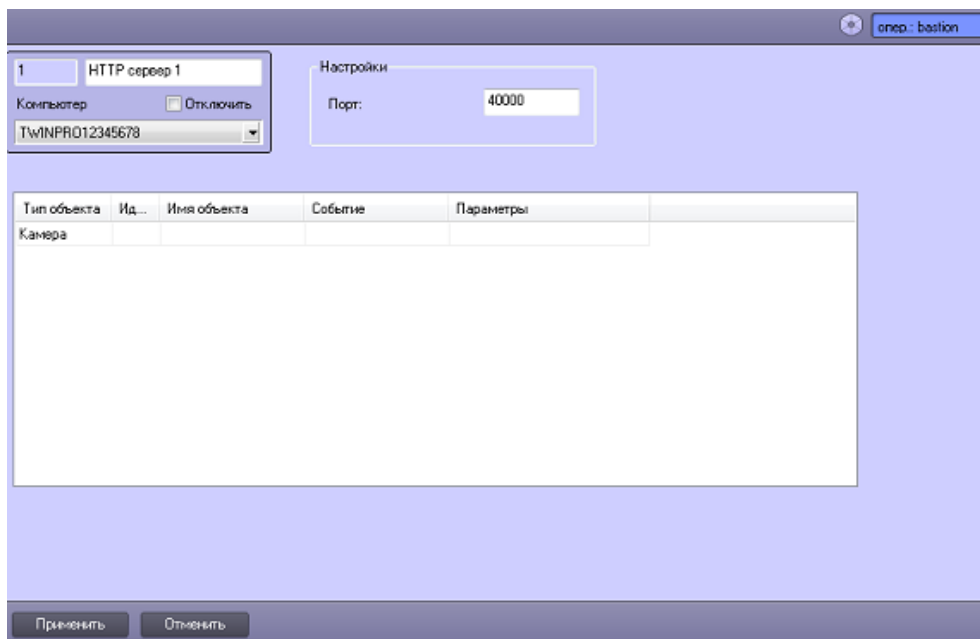 опер.: bastion
1 HTTP сервер 1
Компьютер Отключить
TWINPRO12345678
Настройки
Порт: 40000
Тип объекта Ид... Имя объекта Событие Параметры
Камера
Применить Отменить